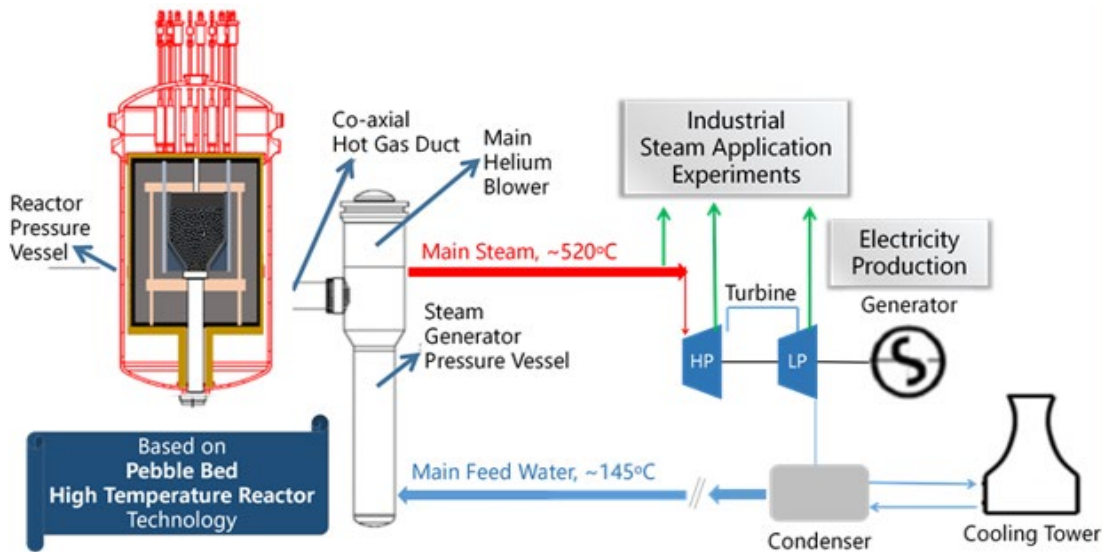 Co-axial
Hot Gas Duct
Main
Helium
Blower
Industrial
Steam Application
Experiments
Reactor
Pressure
Vessel
Main Steam, ~520°C
Electricity
Production
Turbine
Generator
Steam
Generator
Pressure Vessel
HP
LP
Based on
Pebble Bed
High Temperature Reactor
Technology
Main Feed Water, ~145°C
Condenser
Cooling Tower